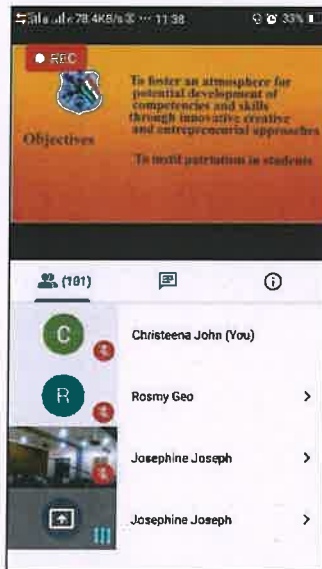 78.4KB/s ··· 11:38
33%
REC
Objectives
To foster an atmosphere for
potential development of
competencies and skills
through innovative creative
and entrepreneurial approaches
To instil patriotism in students
(191)
C
Christeena John (You)
R
Rosmy Geo
Josephine Joseph
Josephine Joseph